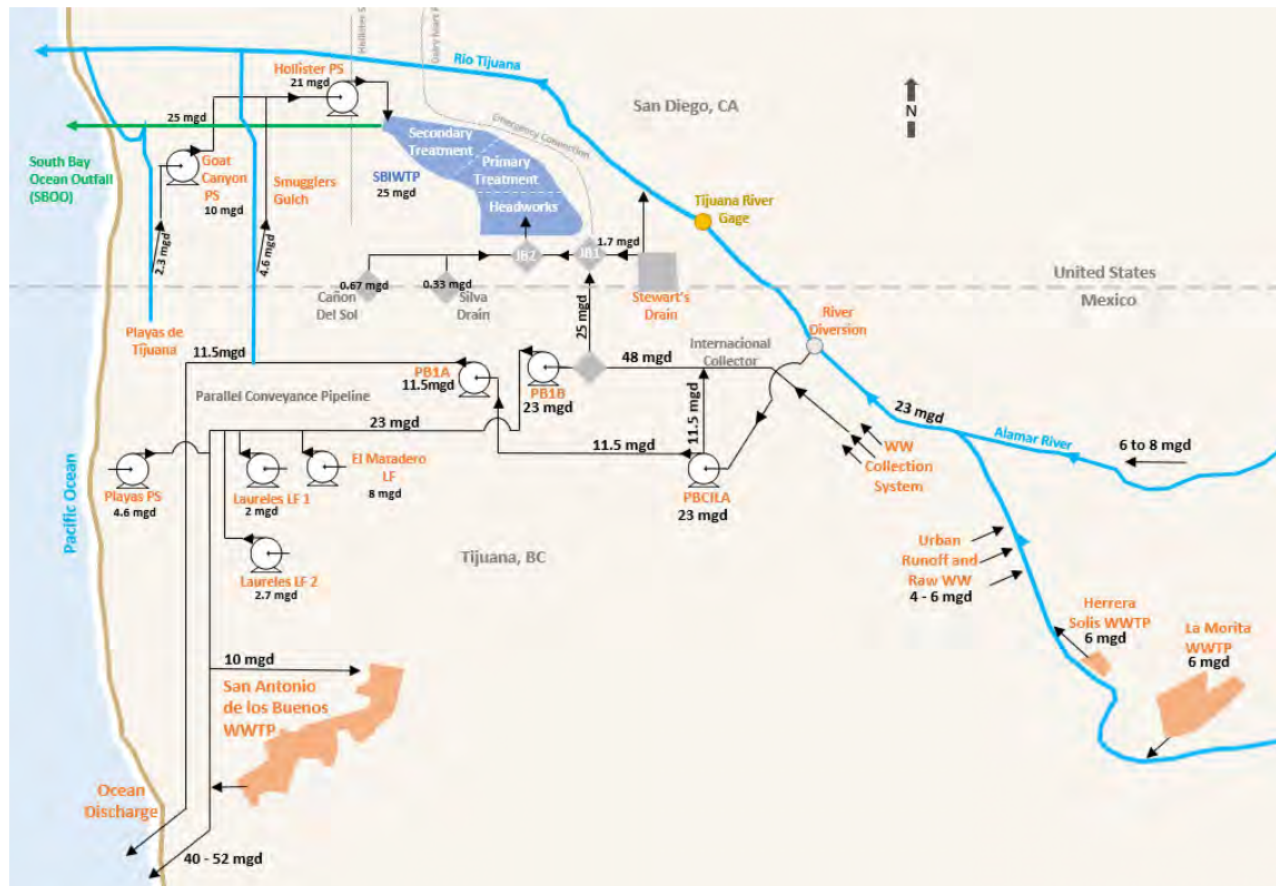 Hollister S
Dairy Mart R
Rio Tijuana
Hollister PS
21 mgd
San Diego, CA
N
25 mgd
Emergency Connection
Secondary
Treatment
Primary
Treatment
Headworks
South Bay
Ocean Outfall
(SBOO)
Goat
Canyon
PS
10 mgd
Smugglers
Gulch
SBIWTP
25 mgd
Tijuana River
Gage
2.3 mgd
4.6 mgd
JB2
JB1
1.7 mgd
0.67 mgd
0.33 mgd
Cañon
Del Sol
Silva
Drain
Stewart's
Drain
United States
Mexico
Playas de
Tijuana
25 mgd
River
Diversion
11.5mgd
PB1A
11.5mgd
Internacional
Collector
48 mgd
PB1B
23 mgd
Parallel Conveyance Pipeline
23 mgd
11.5 mgd
11.5 mgd
23 mgd
Alamar River
6 to 8 mgd
WW
Collection
System
PBCILA
23 mgd
Pacific Ocean
Playas PS
4.6 mgd
Laureles LF 1
2 mgd
El Matadero
LF
8 mgd
Laureles LF 2
2.7 mgd
Tijuana, BC
Urban
Runoff and
Raw WW
4 - 6 mgd
Herrera
Solis WWTP
6 mgd
La Morita
WWTP
6 mgd
10 mgd
San Antonio
de los Buenos
WWTP
Ocean
Discharge
40 - 52 mgd